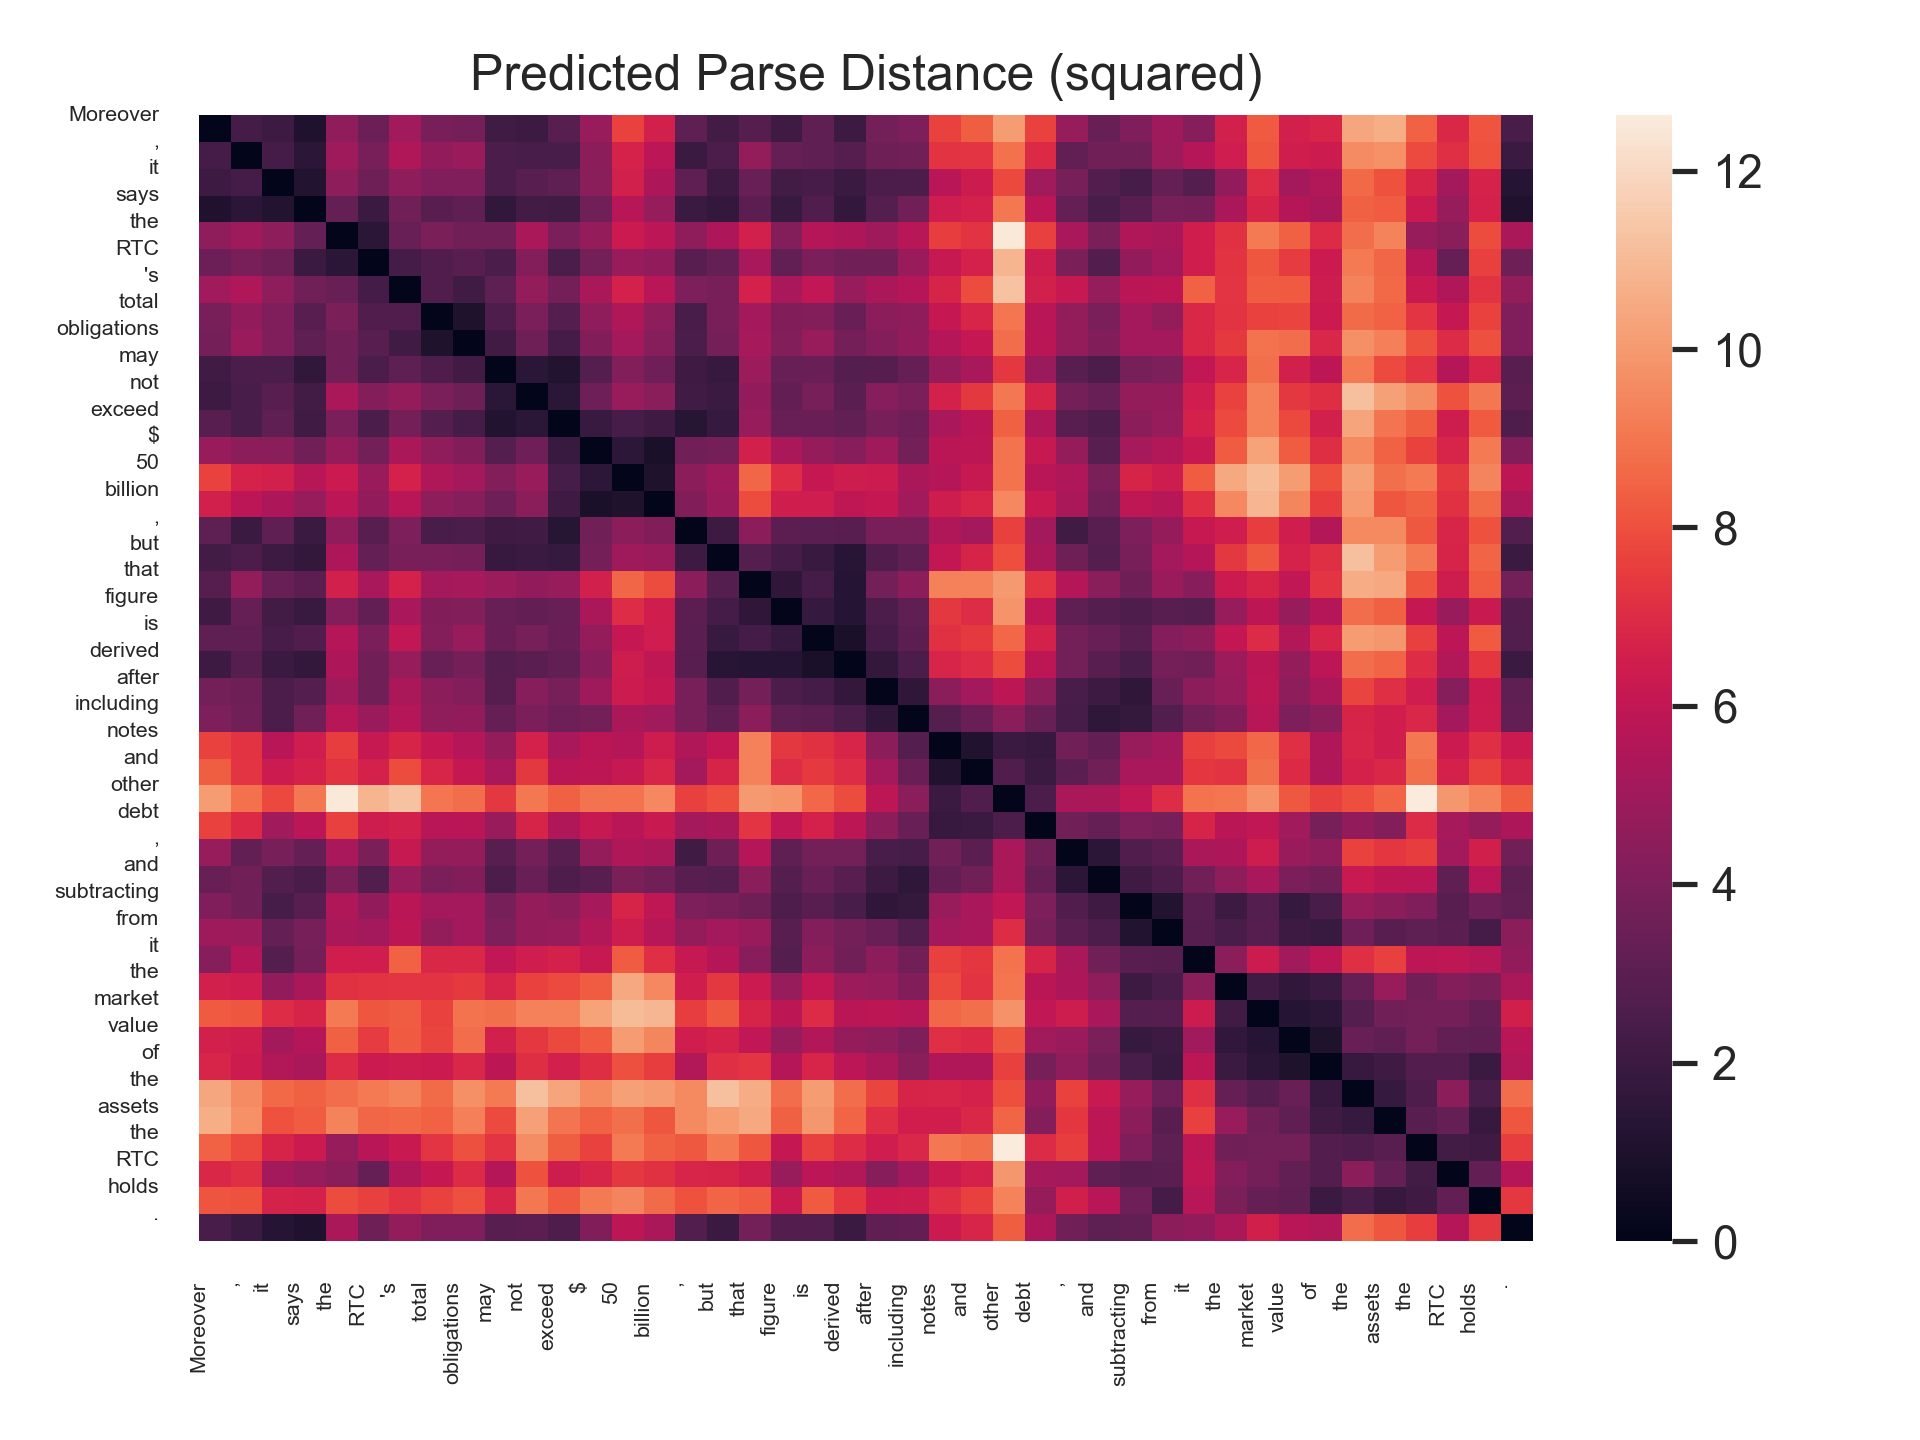 Predicted Parse Distance (squared)
Moreover
,
it
says
the
RTC
's
total
obligations
may
not
exceed
$
50
billion
,
but
that
figure
is
derived
after
including
notes
and
other
debt
,
and
subtracting
from
it
the
market
value
of
the
assets
the
RTC
holds
.
12
10
8
6
4
2
0
Moreover
,
it
says
the
RTC
's
total
obligations
may
not
exceed
$
50
billion
,
but
that
figure
is
derived
after
including
notes
and
other
debt
,
and
subtracting
from
it
the
market
value
of
the
assets
the
RTC
holds
.